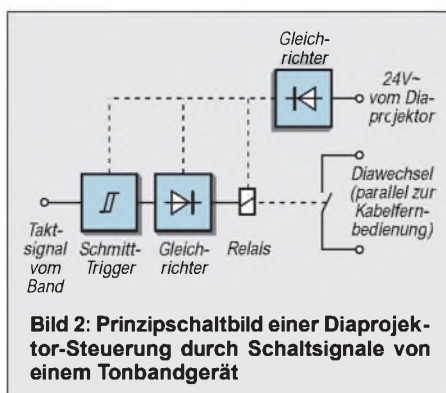 Gleich-
richter
24V~
vom Dia-
projektor
Diawechsel
(parallel zur
Kabelfern-
bedienung)
Takt-
signal
vom
Band
Schmitt-
Trigger
Gleich-
richter
Relais
Bild 2: Prinzipschaltbild einer Diaprojek-
tor-Steuerung durch Schaltsignale von
einem Tonbandgerät